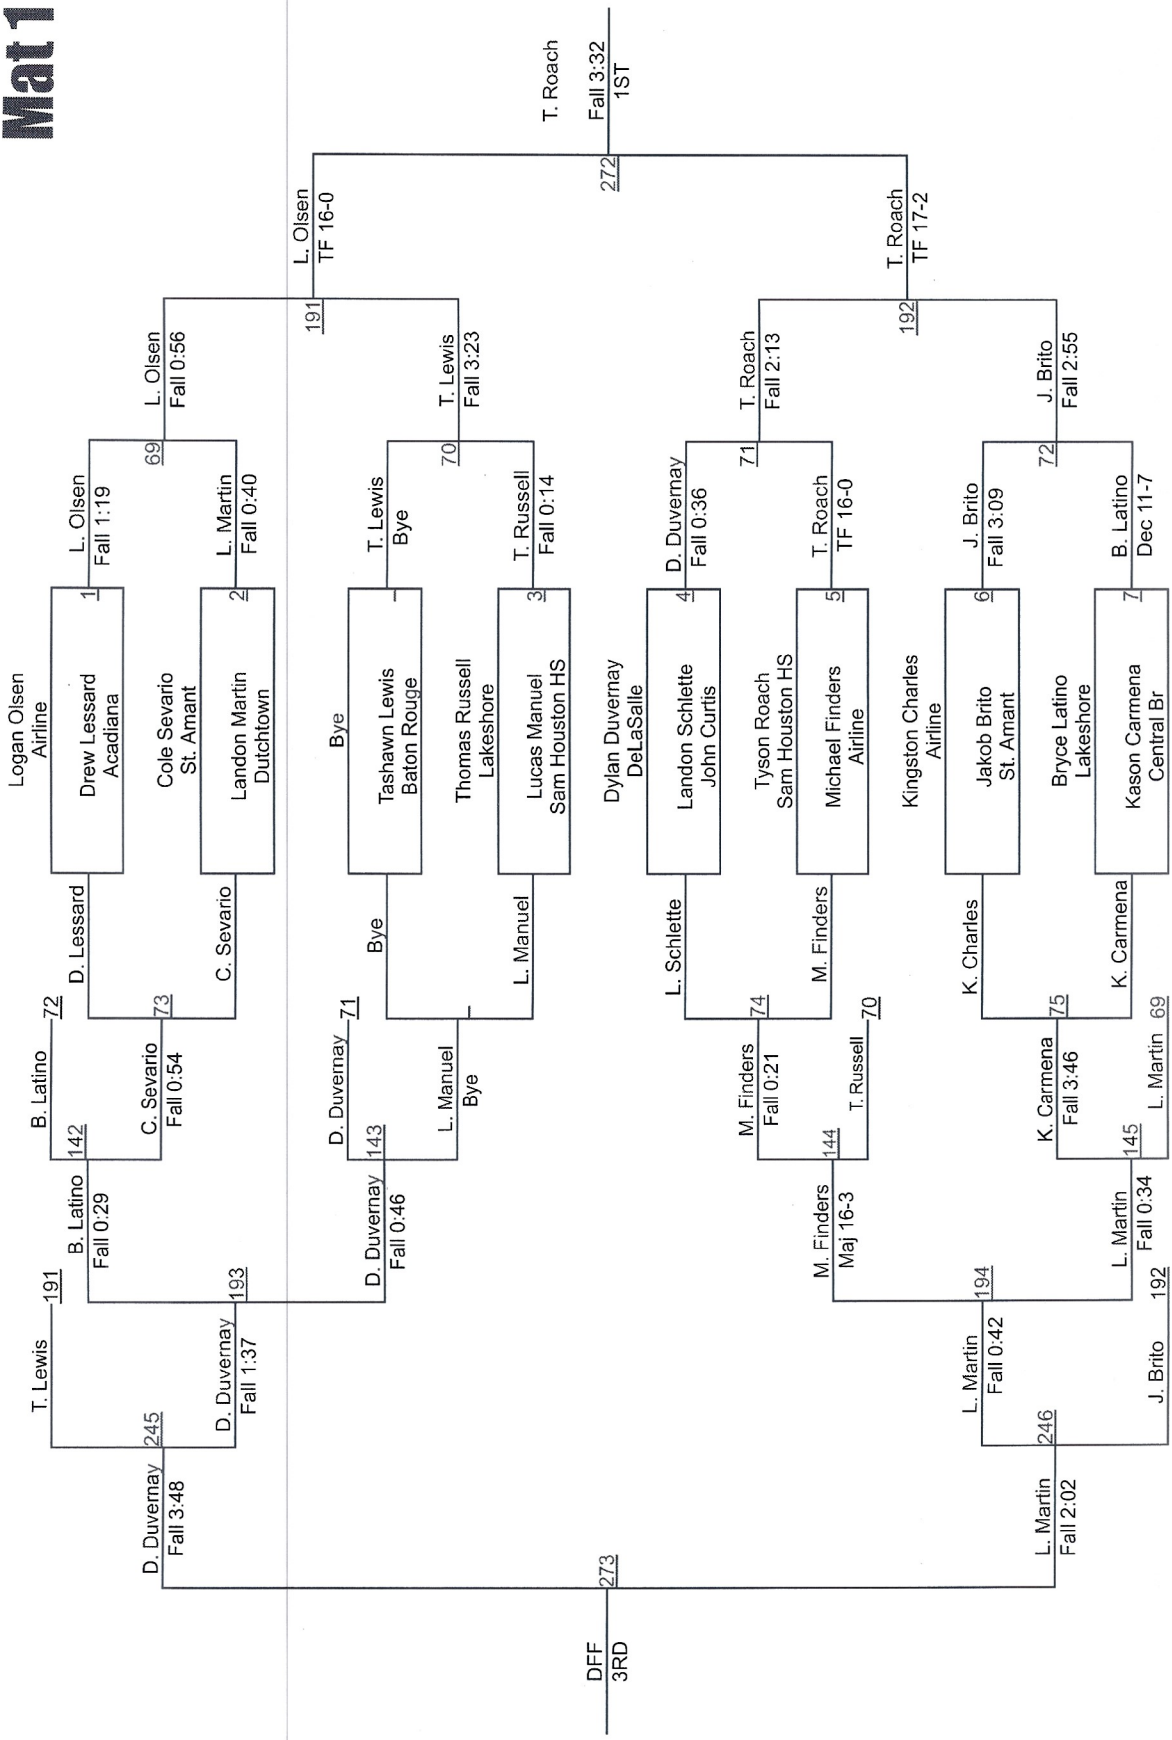 Mat 1
Logan Olsen
Airline
Drew Lessard
Acadiana
1
Cole Sevario
St. Amant
Landon Martin
Dutchtown
2
Bye
Tashawn Lewis
Baton Rouge
Thomas Russell
Lakeshore
Lucas Manuel
Sam Houston HS
3
Dylan Duvernay
DeLaSalle
Landon Schlette
John Curtis
4
Tyson Roach
Sam Houston HS
Michael Finders
Airline
5
Kingston Charles
Airline
Jakob Brito
St. Amant
6
Bryce Latino
Lakeshore
Kason Carmena
Central Br
7
L. Olsen
Fall 1:19
L. Martin
Fall 0:40
T. Lewis
Bye
T. Russell
Fall 0:14
D. Duvernay
Fall 0:36
T. Roach
TF 16-0
J. Brito
Fall 3:09
B. Latino
Dec 11-7
69
L. Olsen
Fall 0:56
70
T. Lewis
Fall 3:23
71
T. Roach
Fall 2:13
72
J. Brito
Fall 2:55
191
L. Olsen
TF 16-0
192
T. Roach
TF 17-2
272
T. Roach
Fall 3:32
1ST
D. Lessard
C. Sevario
Bye
L. Manuel
L. Schlette
M. Finders
K. Charles
K. Carmena
B. Latino 72
73
C. Sevario
Fall 0:54
D. Duvernay 71
L. Manuel
Bye
74
M. Finders
Fall 0:21
T. Russell 70
75
K. Carmena
Fall 3:46
L. Martin 69
142
B. Latino
Fall 0:29
143
D. Duvernay
Fall 0:46
144
M. Finders
Maj 16-3
145
L. Martin
Fall 0:34
T. Lewis 191
193
D. Duvernay
Fall 1:37
194
L. Martin
Fall 0:42
J. Brito 192
245
D. Duvernay
Fall 3:48
246
L. Martin
Fall 2:02
273
DFF
3RD